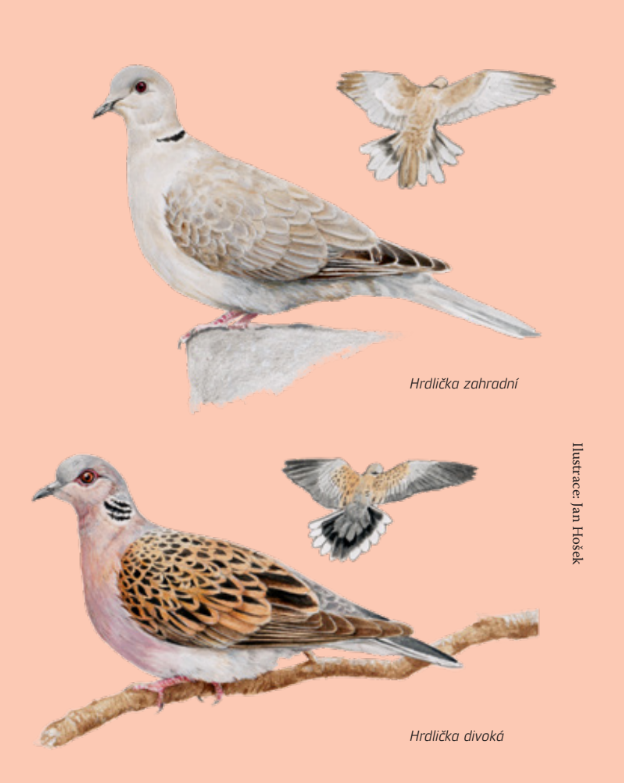 Hrdlička zahradní
Ilustrace: Jan Hošek
Hrdlička divoká